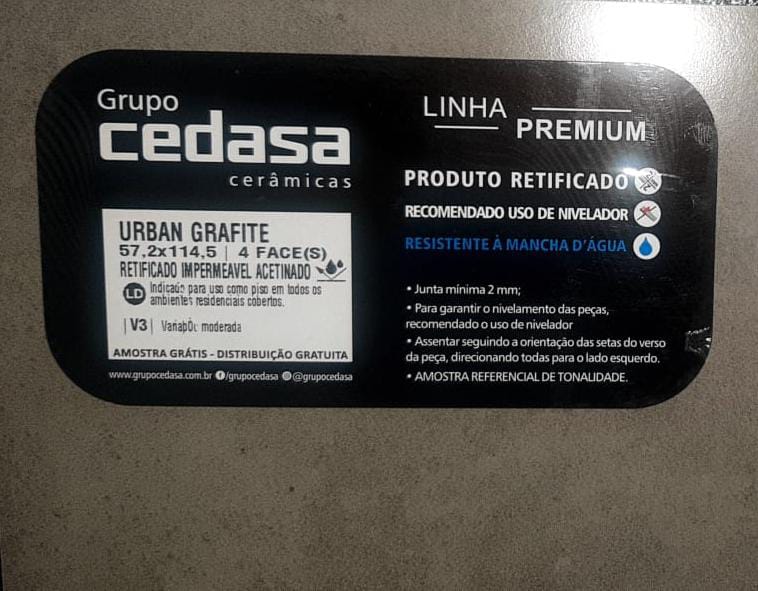 Grupo
cedasa
cerâmicas
URBAN GRAFITE
57,2x114,5 | 4 FACE(S)
RETIFICADO IMPERMEAVEL ACETINADO
LD
Indicado para uso como piso em todos os
ambientes residenciais cobertos.
|V3| Variaþòc moderada
AMOSTRA GRÁTIS - DISTRIBUIÇÃO GRATUITA
www.grupocedasa.com.br /grupocedasa @grupocedasa
LINHA
PREMIUM
PRODUTO RETIFICADO
RECOMENDADO USO DE NIVELADOR
RESISTENTE À MANCHA D'ÁGUA
• Junta mínima 2 mm;
• Para garantir o nivelamento das peças,
recomendado o uso de nivelador
• Assentar seguindo a orientação das setas do verso
da peça, direcionando todas para o lado esquerdo.
• AMOSTRA REFERENCIAL DE TONALIDADE.